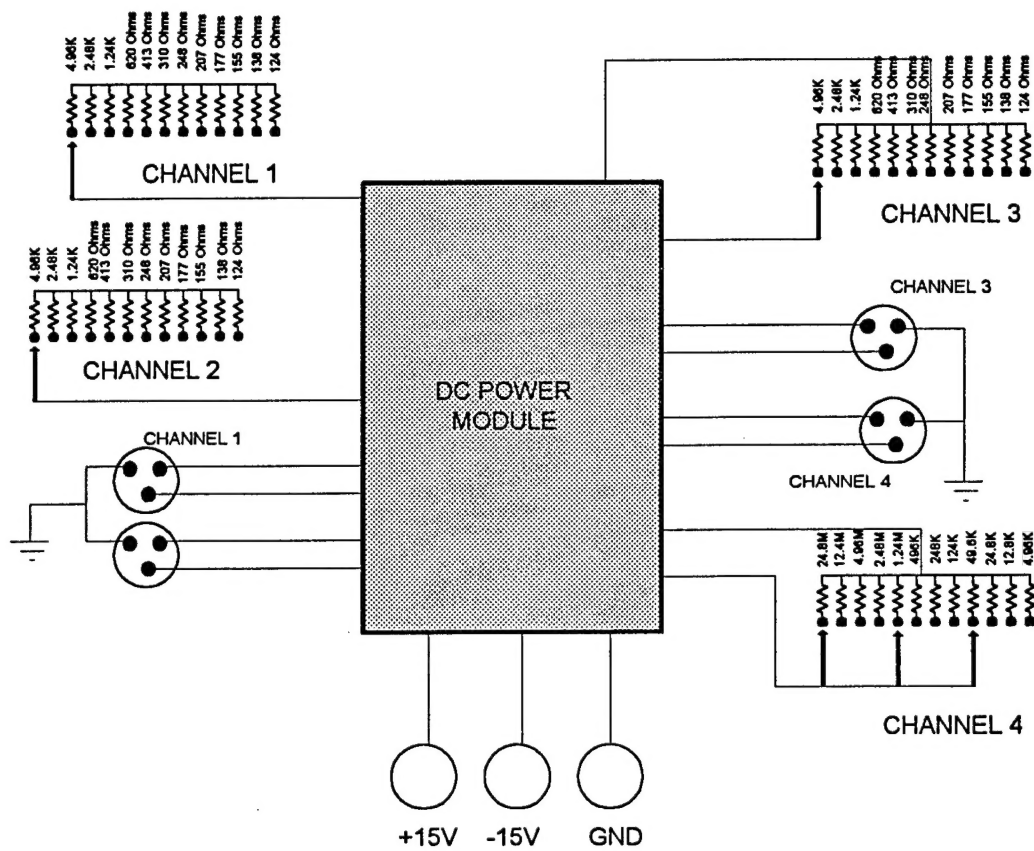 4.96K
2.48K
1.24K
620 Ohms
413 Ohms
310 Ohms
248 Ohms
207 Ohms
177 Ohms
155 Ohms
138 Ohms
124 Ohms
CHANNEL 1
4.96K
2.48K
1.24K
620 Ohms
413 Ohms
310 Ohms
248 Ohms
207 Ohms
177 Ohms
155 Ohms
138 Ohms
124 Ohms
CHANNEL 2
CHANNEL 1
DC POWER
MODULE
4.96K
2.48K
1.24K
620 Ohms
413 Ohms
310 Ohms
248 Ohms
207 Ohms
177 Ohms
155 Ohms
138 Ohms
124 Ohms
CHANNEL 3
CHANNEL 3
CHANNEL 4
24.8M
12.4M
4.96M
2.48M
1.24M
496K
248K
124K
49.6K
24.8K
12.8K
4.96K
CHANNEL 4
+15V
-15V
GND